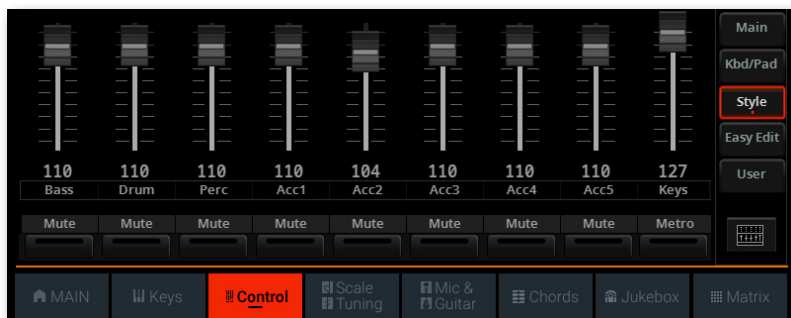 Main
Kbd/Pad
Style
Easy Edit
User
110 110 110 110 104 110 110 110 127
Bass Drum Perc Acc1 Acc2 Acc3 Acc4 Acc5 Keys
Mute Mute Mute Mute Mute Mute Mute Mute Metro
MAIN Keys Control Scale Tuning Mic & Guitar Chords Jukebox Matrix